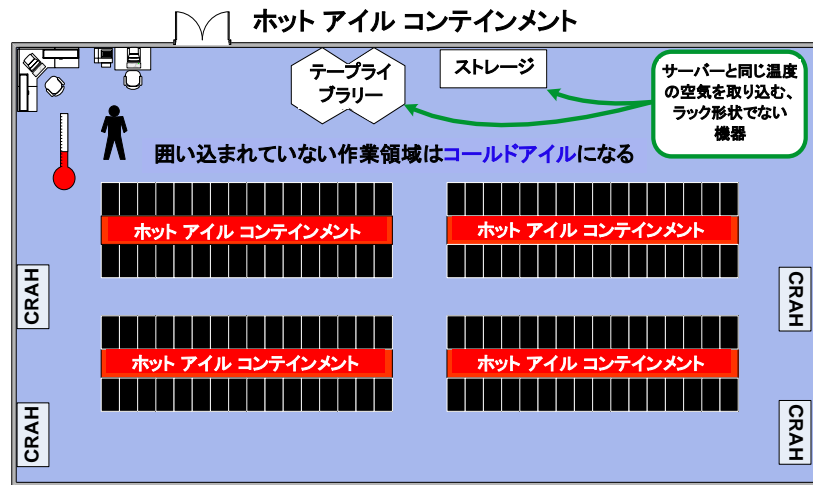 ホット アイル コンテインメント
テープライ
ブラリー
ストレージ
サーバーと同じ温度
の空気を取り込む、
ラック形状でない
機器
囲い込まれていない作業領域はコールドアイルになる
ホット アイル コンテインメント
ホット アイル コンテインメント
CRAH
CRAH
ホット アイル コンテインメント
ホット アイル コンテインメント
CRAH
CRAH